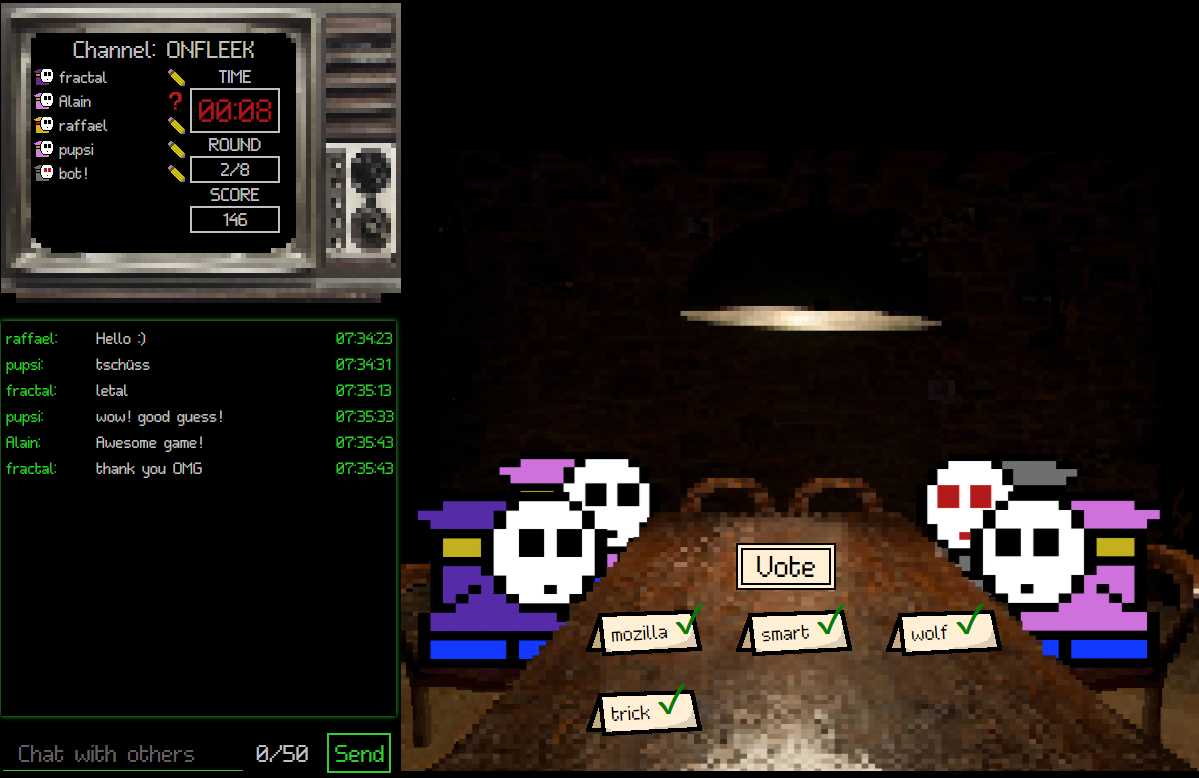 Channel: ONFLEEK
fractal
Alain ?
raffael
pupsi
bot!
TIME
00:08
ROUND
2/8
SCORE
146
raffael: Hello :) 07:34:23
pupsi: tschüss 07:34:31
fractal: letal 07:35:13
pupsi: wow! good guess! 07:35:33
Alain: Awesome game! 07:35:43
fractal: thank you OMG 07:35:43
Chat with others 0/50 Send
Vote
mozilla smart wolf
trick